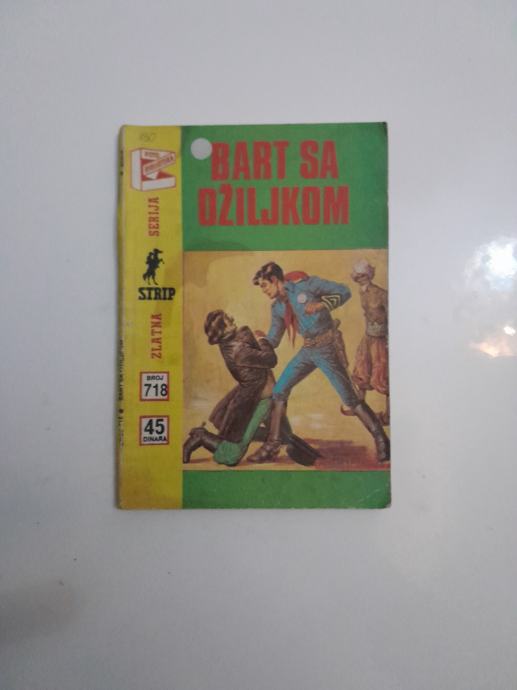 BART SA
OŽILJKOM
SERIJA
STRIP
ZLATNA
BROJ
718
45
DINARA